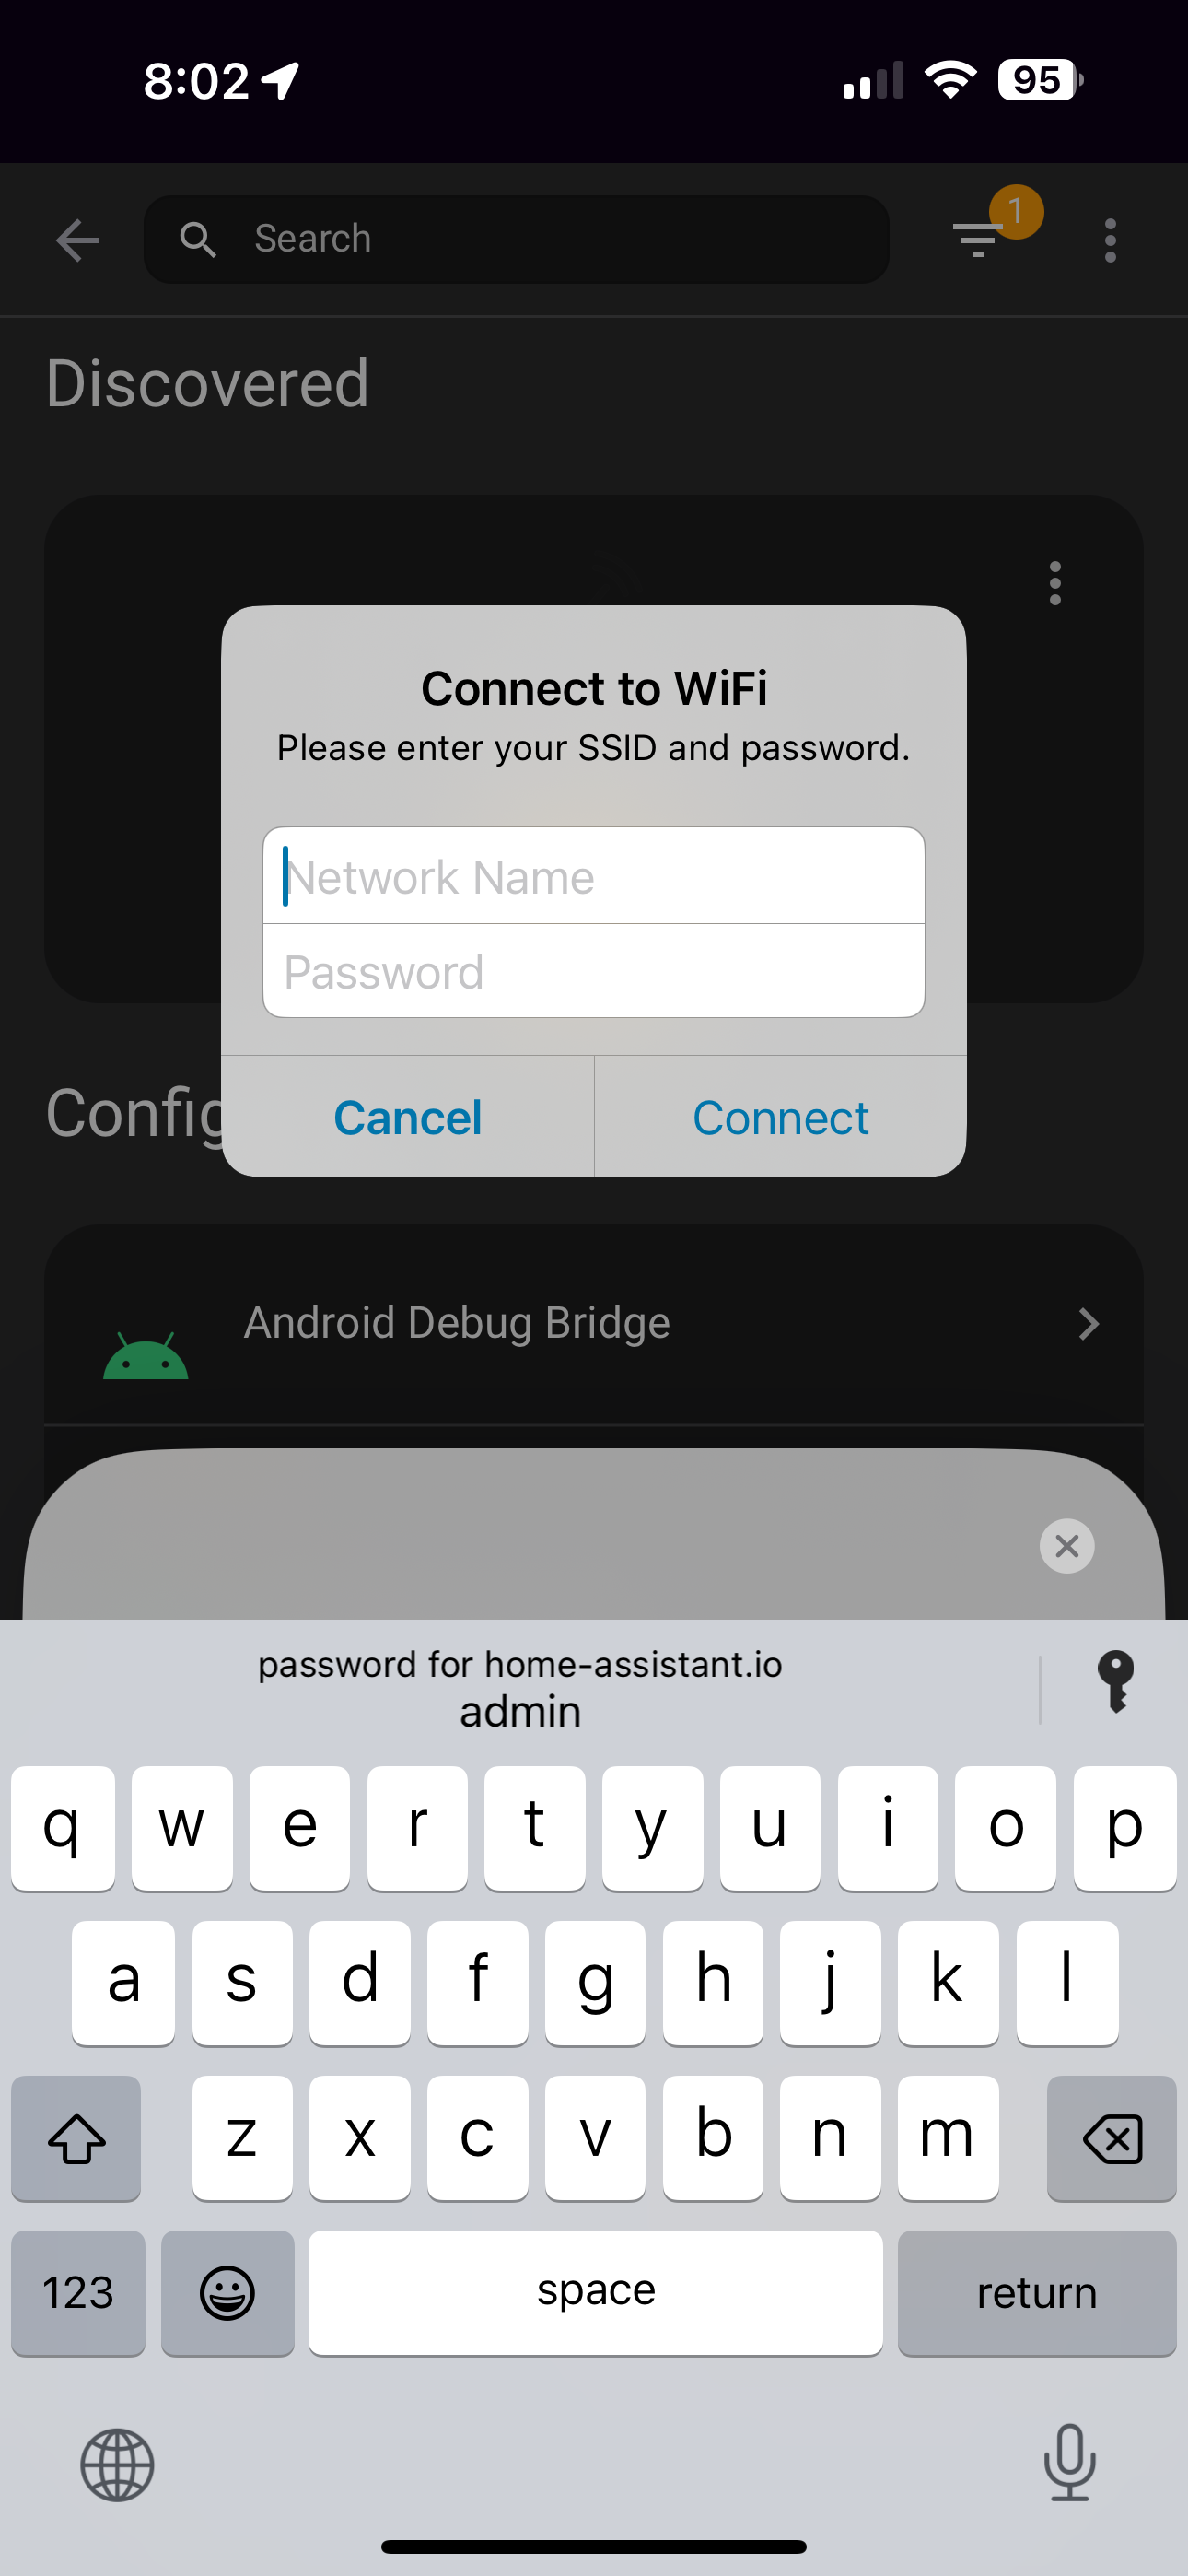 8:02
95
Search
1
Discovered
Connect to WiFi
Please enter your SSID and password.
Network Name
Password
Cancel
Connect
Config
Android Debug Bridge
password for home-assistant.io
admin
q w e r t y u i o p
a s d f g h j k l
z x c v b n m
123
space
return